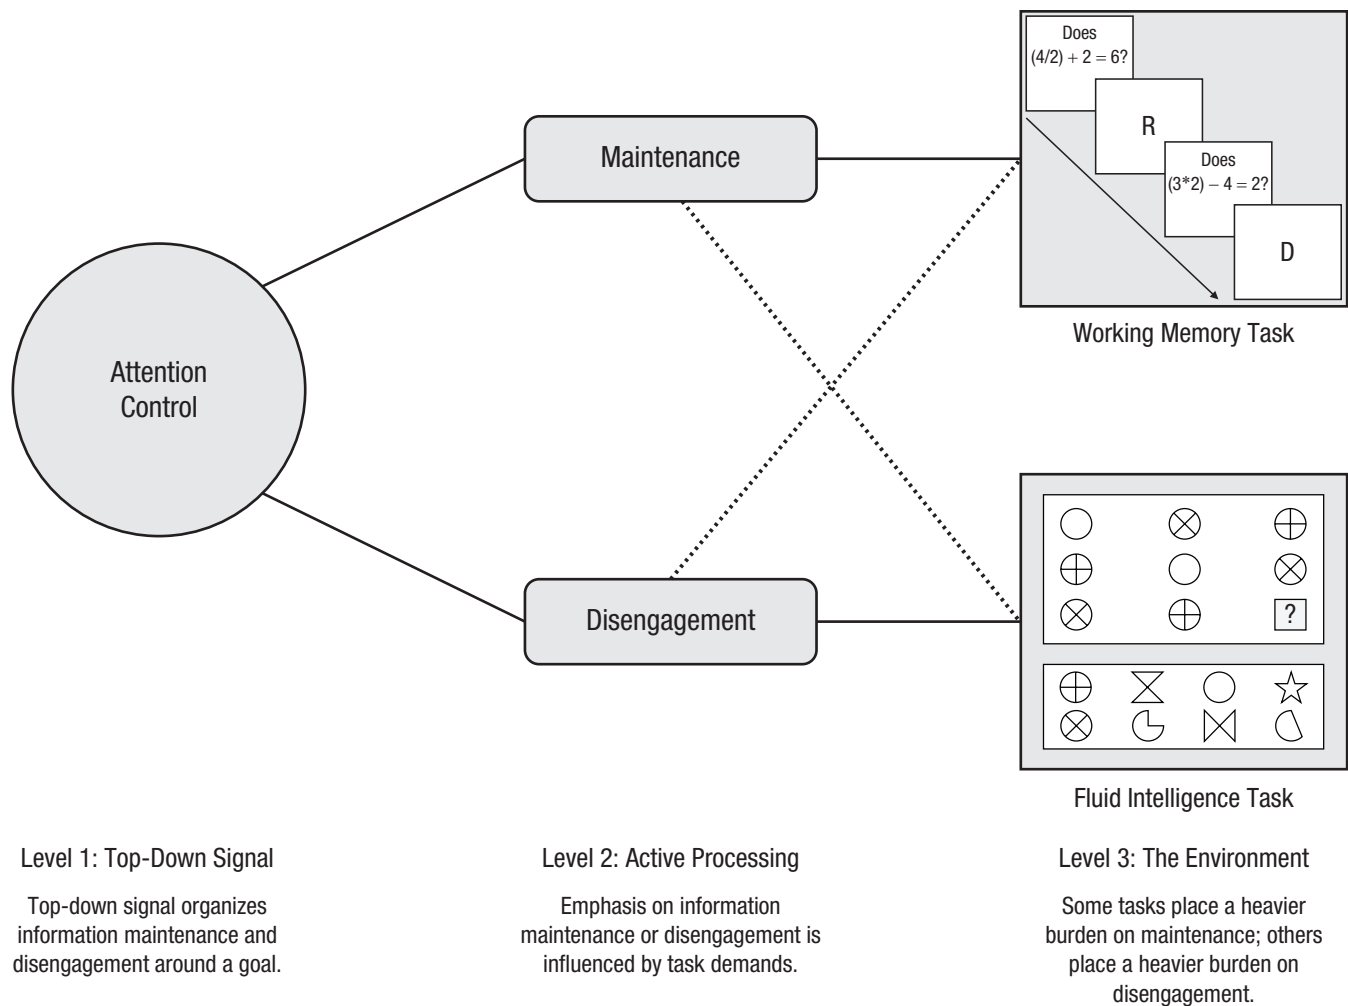 Does
(4/2) + 2 = 6?
R
Does
(3*2) – 4 = 2?
D
Working Memory Task
Maintenance
Attention
Control
Disengagement
?
Fluid Intelligence Task
Level 1: Top-Down Signal
Top-down signal organizes
information maintenance and
disengagement around a goal.
Level 2: Active Processing
Emphasis on information
maintenance or disengagement is
influenced by task demands.
Level 3: The Environment
Some tasks place a heavier
burden on maintenance; others
place a heavier burden on
disengagement.